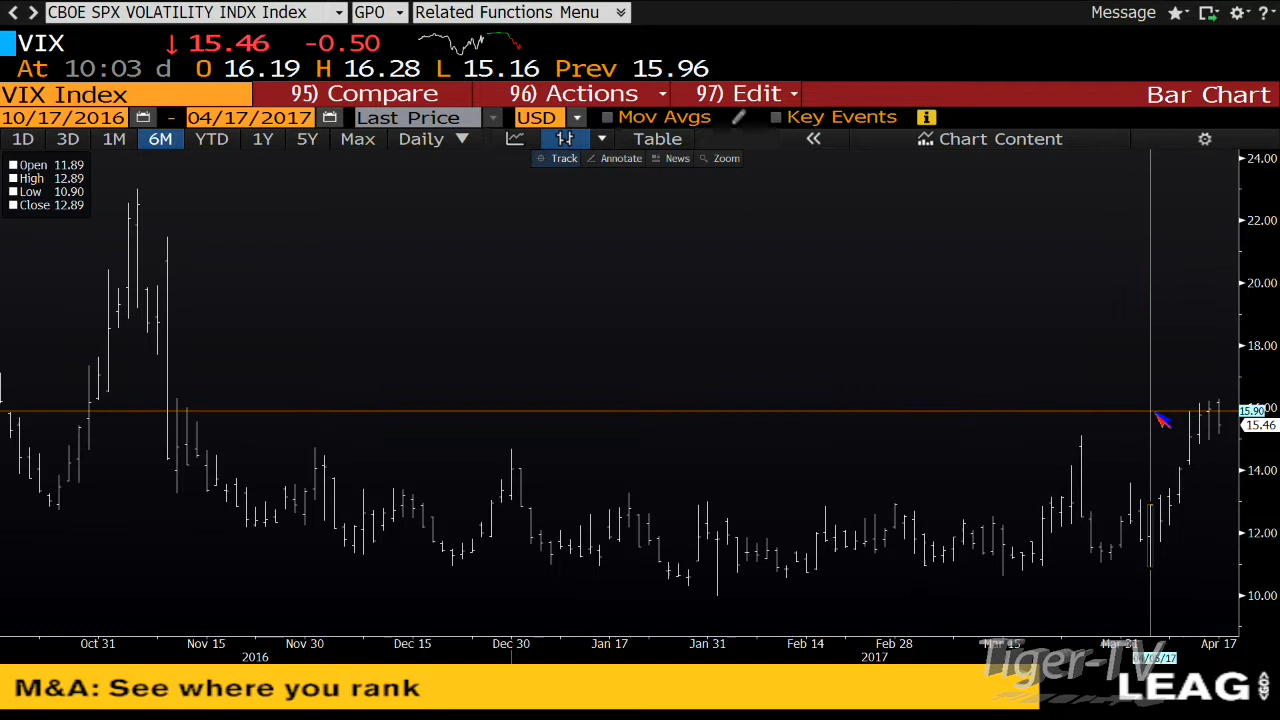 CBOE SPX VOLATILITY INDX Index GPO Related Functions Menu Message ?
VIX ↓ 15.46 -0.50
At 10:03 d O 16.19 H 16.28 L 15.16 Prev 15.96
VIX Index 95) Compare 96) Actions 97) Edit Bar Chart
10/17/2016 - 04/17/2017 Last Price USD Mov Avgs Key Events
1D 3D 1M 6M YTD 1Y 5Y Max Daily Table « Chart Content
Track Annotate News Zoom
Open 11.89
High 12.89
Low 10.90
Close 12.89
24.00
22.00
20.00
18.00
15.90
15.46
14.00
12.00
10.00
Oct 31 Nov 15 Nov 30 Dec 15 Dec 30 Jan 17 Jan 31 Feb 14 Feb 28 Mar 15 Mar 31 Apr 17
2016 2017
Tiger-TV
M&A: See where you rank
LEAG